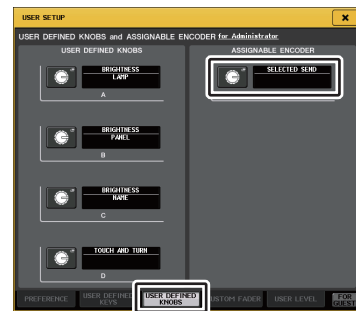 USER SETUP
USER DEFINED KNOBS and ASSIGNABLE ENCODER for Administrator
USER DEFINED KNOBS
ASSIGNABLE ENCODER
BRIGHTNESS
LAMP
A
SELECTED SEND
BRIGHTNESS
PANEL
B
BRIGHTNESS
NAME
C
TOUCH AND TURN
D
PREFERENCE
USER DEFINED
KEYS
USER DEFINED
KNOBS
USTOM FADER
USER LEVEL
FOR
GUEST